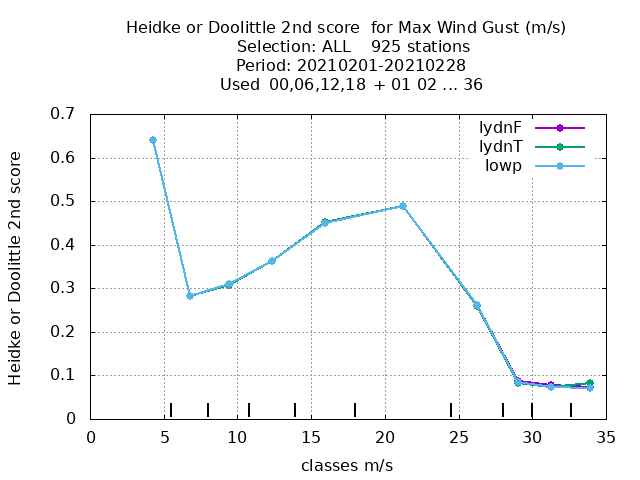 Heidke or Doolittle 2nd score  for Max Wind Gust (m/s)
Selection: ALL    925 stations
Period: 20210201-20210228
Used  00,06,12,18  + 01 02 ... 36
Heidke or Doolittle 2nd score
0.7
0.6
0.5
0.4
0.3
0.2
0.1
0
lydnF
lydnT
lowp
0 5 10 15 20 25 30 35
classes m/s